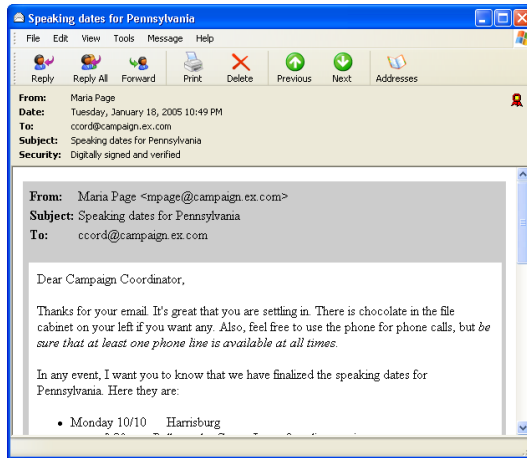 Speaking dates for Pennsylvania
File Edit View Tools Message Help
Reply Reply All Forward Print Delete Previous Next Addresses
From: Maria Page
Date: Tuesday, January 18, 2005 10:49 PM
To: ccord@campaign.ex.com
Subject: Speaking dates for Pennsylvania
Security: Digitally signed and verified
From: Maria Page <mpage@campaign.ex.com>
Subject: Speaking dates for Pennsylvania
To: ccord@campaign.ex.com
Dear Campaign Coordinator,
Thanks for your email. It's great that you are settling in. There is chocolate in the file
cabinet on your left if you want any. Also, feel free to use the phone for phone calls, but be
sure that at least one phone line is available at all times.
In any event, I want you to know that we have finalized the speaking dates for
Pennsylvania. Here they are:
• Monday 10/10 Harrisburg